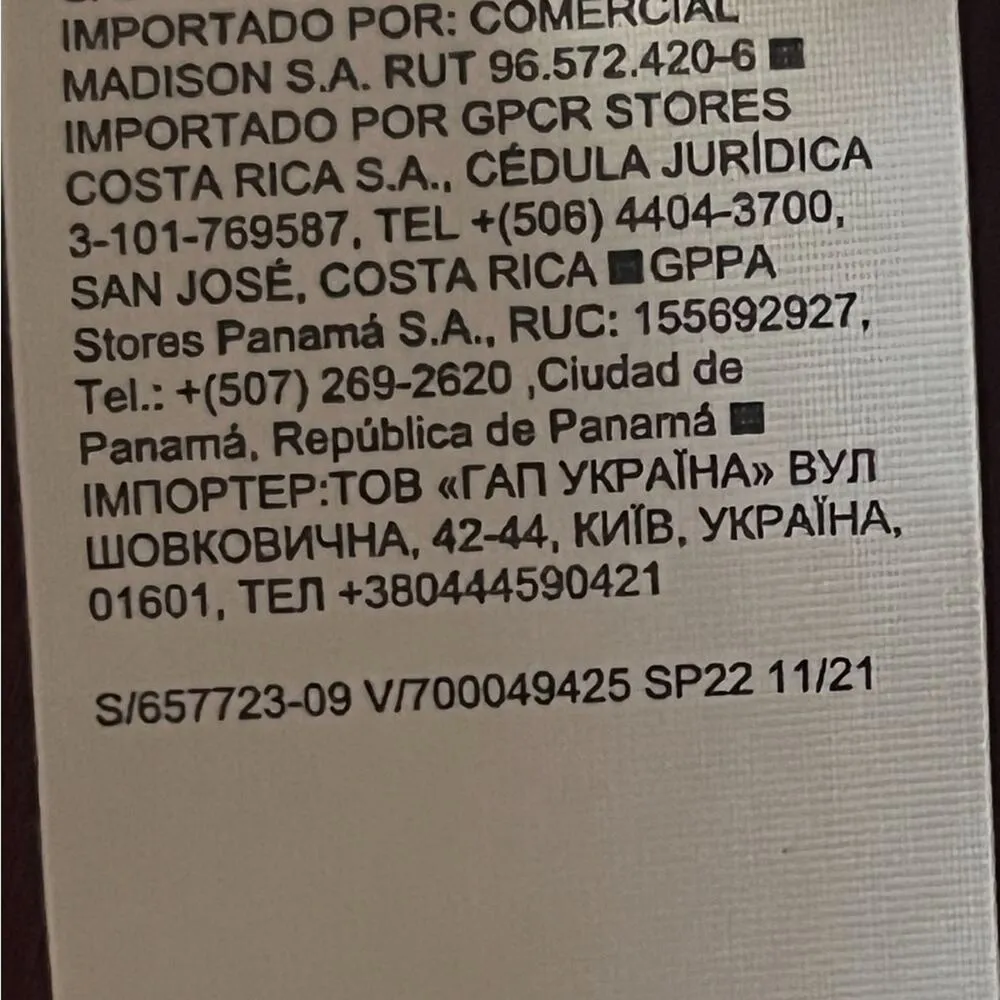 IMPORTADO POR: COMERCIAL
MADISON S.A. RUT 96.572.420-6
IMPORTADO POR GPCR STORES
COSTA RICA S.A., CÉDULA JURÍDICA
3-101-769587, TEL +(506) 4404-3700,
SAN JOSÉ, COSTA RICA GPPA
Stores Panamá S.A., RUC: 155692927,
Tel.: +(507) 269-2620 ,Ciudad de
Panamá, República de Panamá
ІМПОРТЕР:ТОВ «ГАП УКРАЇНА» ВУЛ
ШОВКОВИЧНА, 42-44, КИЇВ, УКРАЇНА,
01601, ТЕЛ +380444590421
S/657723-09 V/700049425 SP22 11/21